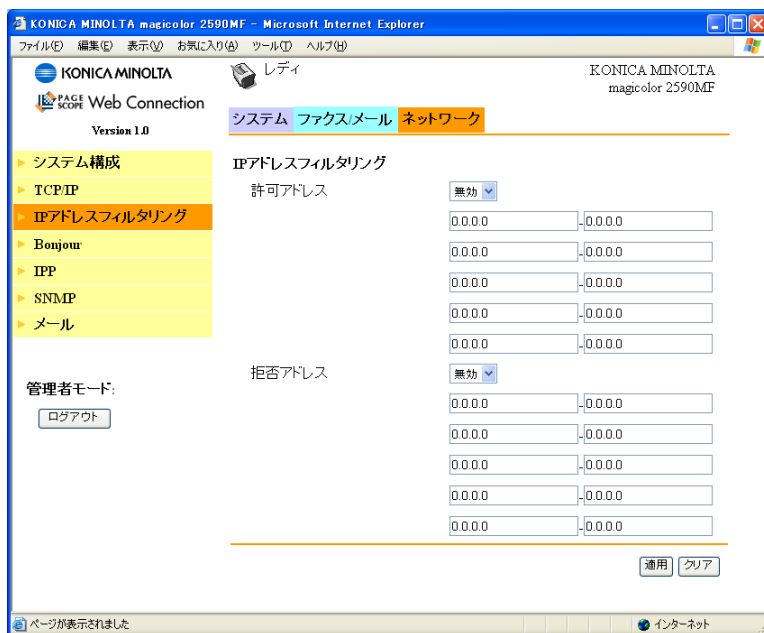 KONICA MINOLTA magicolor 2590MF - Microsoft Internet Explorer
ファイル(F) 編集(E) 表示(V) お気に入り(A) ツール(T) ヘルプ(H)
KONICA MINOLTA
レディ
KONICA MINOLTA
magicolor 2590MF
PAGE SCOPE Web Connection
Version 1.0
システム ファクス/メール ネットワーク
システム構成
TCP/IP
IPアドレスフィルタリング
Bonjour
IPP
SNMP
メール
管理者モード:
ログアウト
IPアドレスフィルタリング
許可アドレス 無効
0.0.0.0 - 0.0.0.0
0.0.0.0 - 0.0.0.0
0.0.0.0 - 0.0.0.0
0.0.0.0 - 0.0.0.0
0.0.0.0 - 0.0.0.0
拒否アドレス 無効
0.0.0.0 - 0.0.0.0
0.0.0.0 - 0.0.0.0
0.0.0.0 - 0.0.0.0
0.0.0.0 - 0.0.0.0
0.0.0.0 - 0.0.0.0
適用 クリア
ページが表示されました インターネット